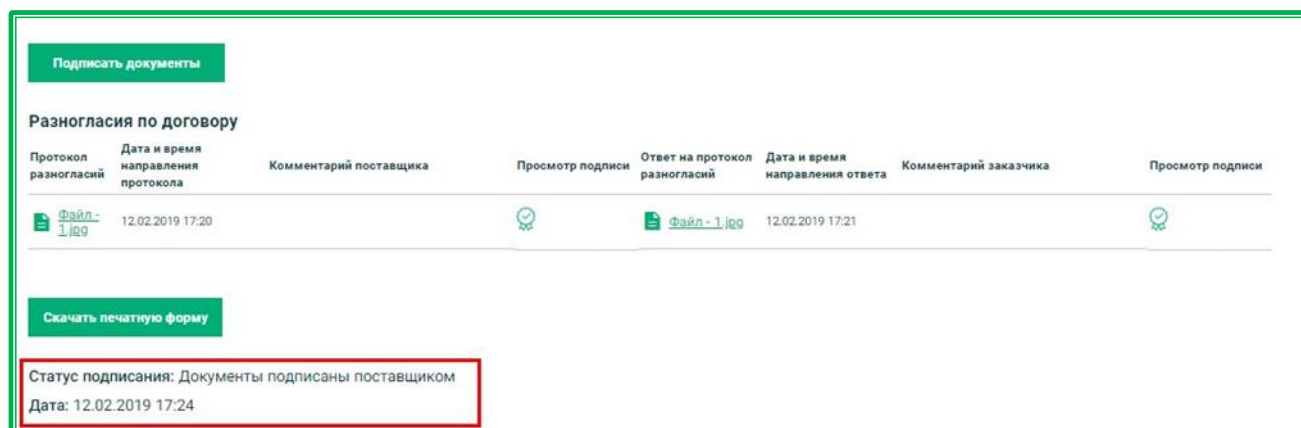 Подписать документы
Разногласия по договору
Протокол разногласий
Дата и время направления протокола
Комментарий поставщика
Просмотр подписи
Ответ на протокол разногласий
Дата и время направления ответа
Комментарий заказчика
Просмотр подписи
Файл - 1.jpg
12.02.2019 17:20
Файл - 1.jpg
12.02.2019 17:21
Скачать печатную форму
Статус подписания: Документы подписаны поставщиком
Дата: 12.02.2019 17:24